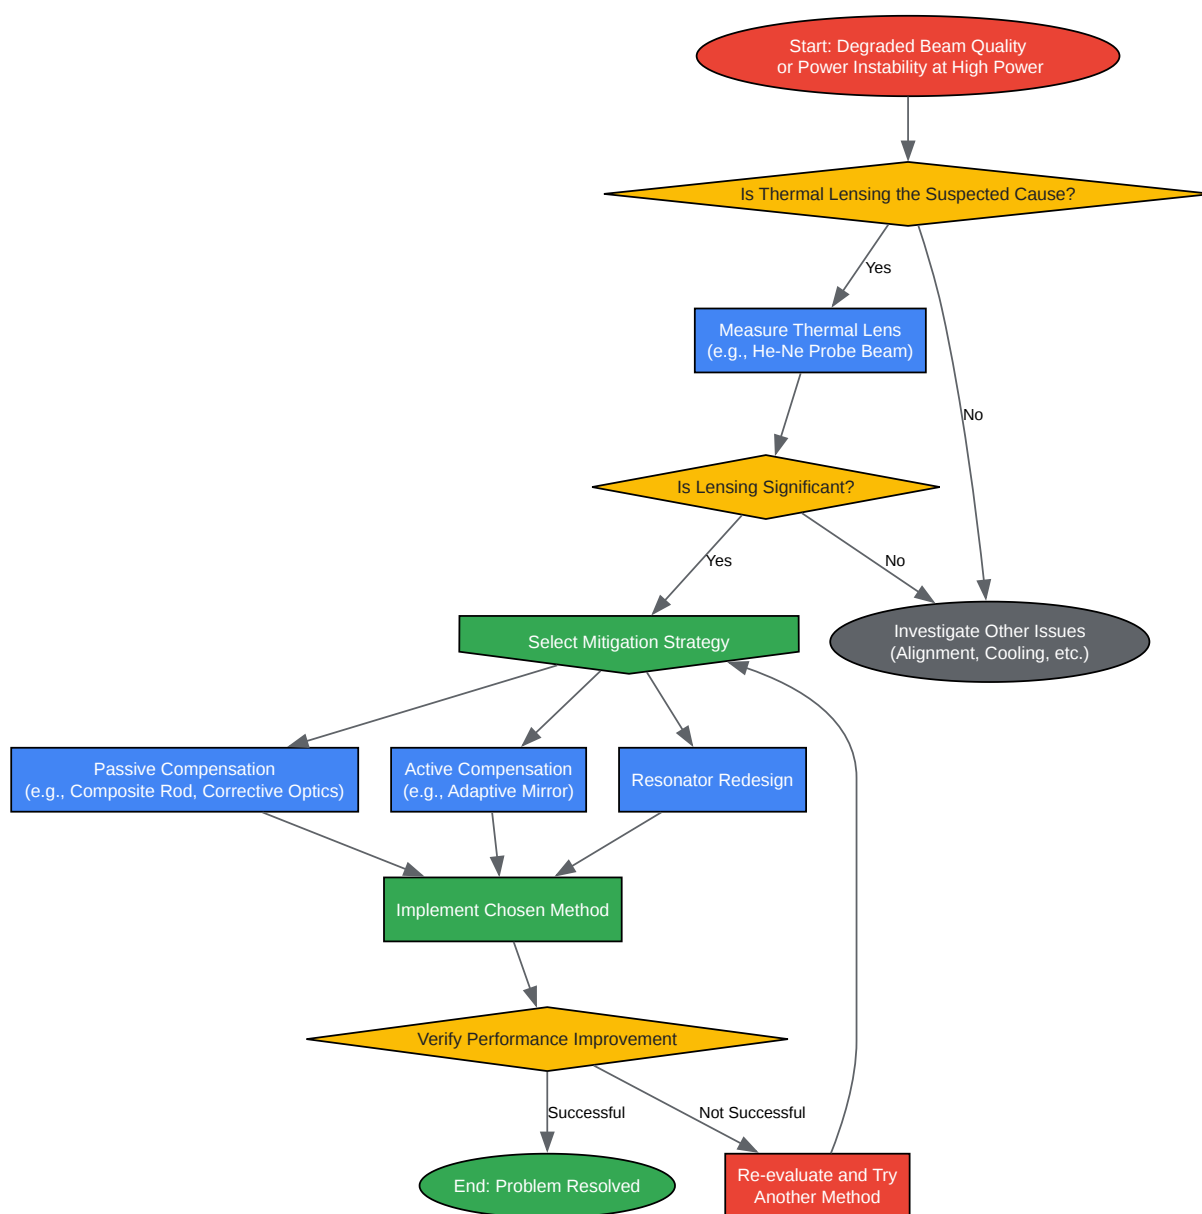 Start: Degraded Beam Quality
or Power Instability at High Power
Is Thermal Lensing the Suspected Cause?
Yes
Measure Thermal Lens
(e.g., He-Ne Probe Beam)
No
Is Lensing Significant?
Yes
No
Select Mitigation Strategy
Investigate Other Issues
(Alignment, Cooling, etc.)
Passive Compensation
(e.g., Composite Rod, Corrective Optics)
Active Compensation
(e.g., Adaptive Mirror)
Resonator Redesign
Implement Chosen Method
Verify Performance Improvement
Successful
Not Successful
End: Problem Resolved
Re-evaluate and Try
Another Method